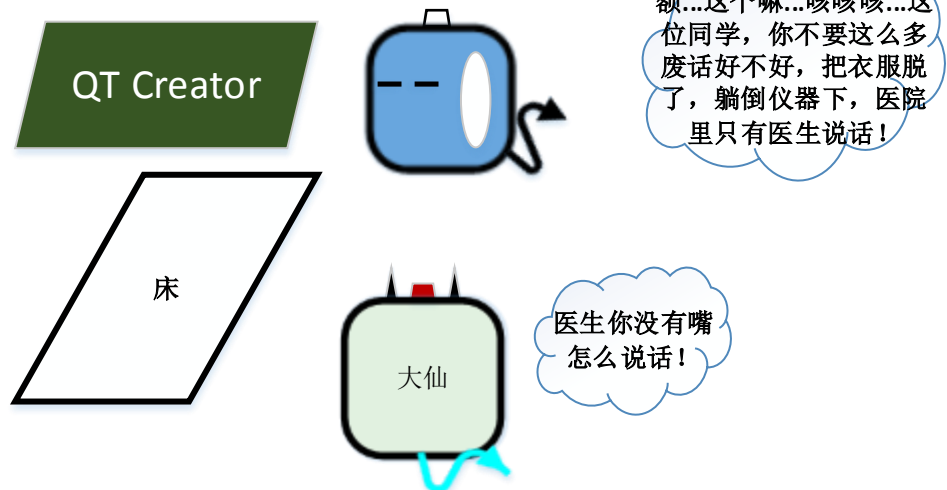 QT Creator
额...这个嘛...咳咳咳...这
位同学，你不要这么多
废话好不好，把衣服脱
了，躺倒仪器下，医院
里只有医生说话！
床
医生你没有嘴
怎么说话！
大仙